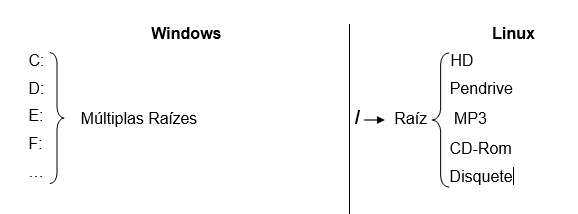 Windows
C:
D:
E:
F:
...
Múltiplas Raízes
Linux
/ → Raíz
HD
Pendrive
MP3
CD-Rom
Disquete